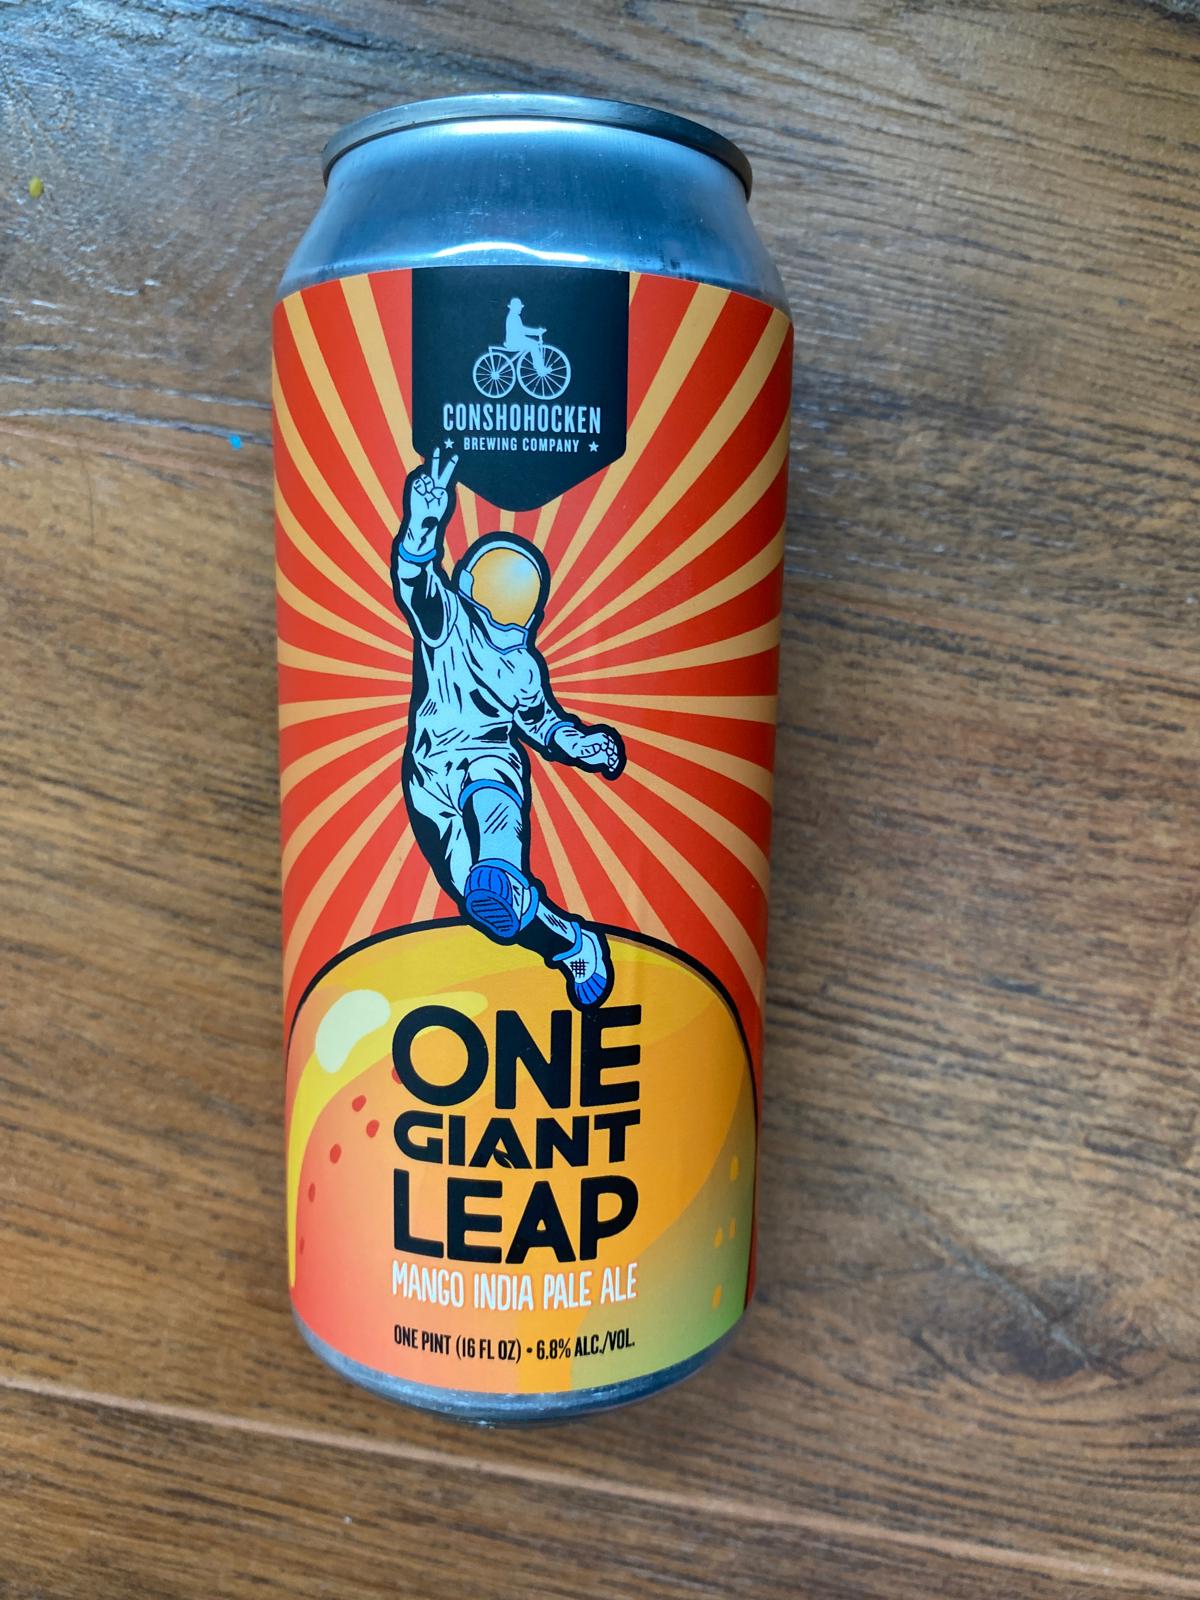 CONSHOHOCKEN
★ BREWING COMPANY ★
ONE
GIANT
LEAP
MANGO INDIA PALE ALE
ONE PINT (16 FL OZ) • 6.8% ALC./VOL.